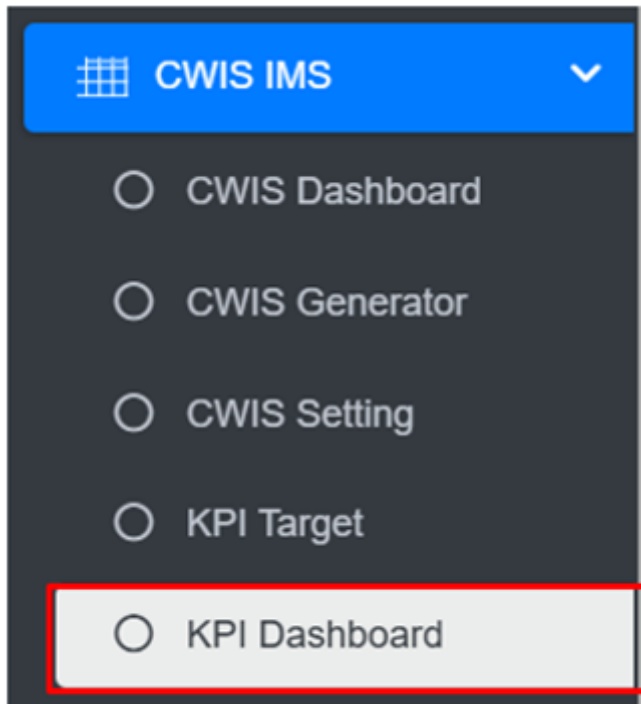 CWIS IMS
CWIS Dashboard
CWIS Generator
CWIS Setting
KPI Target
KPI Dashboard